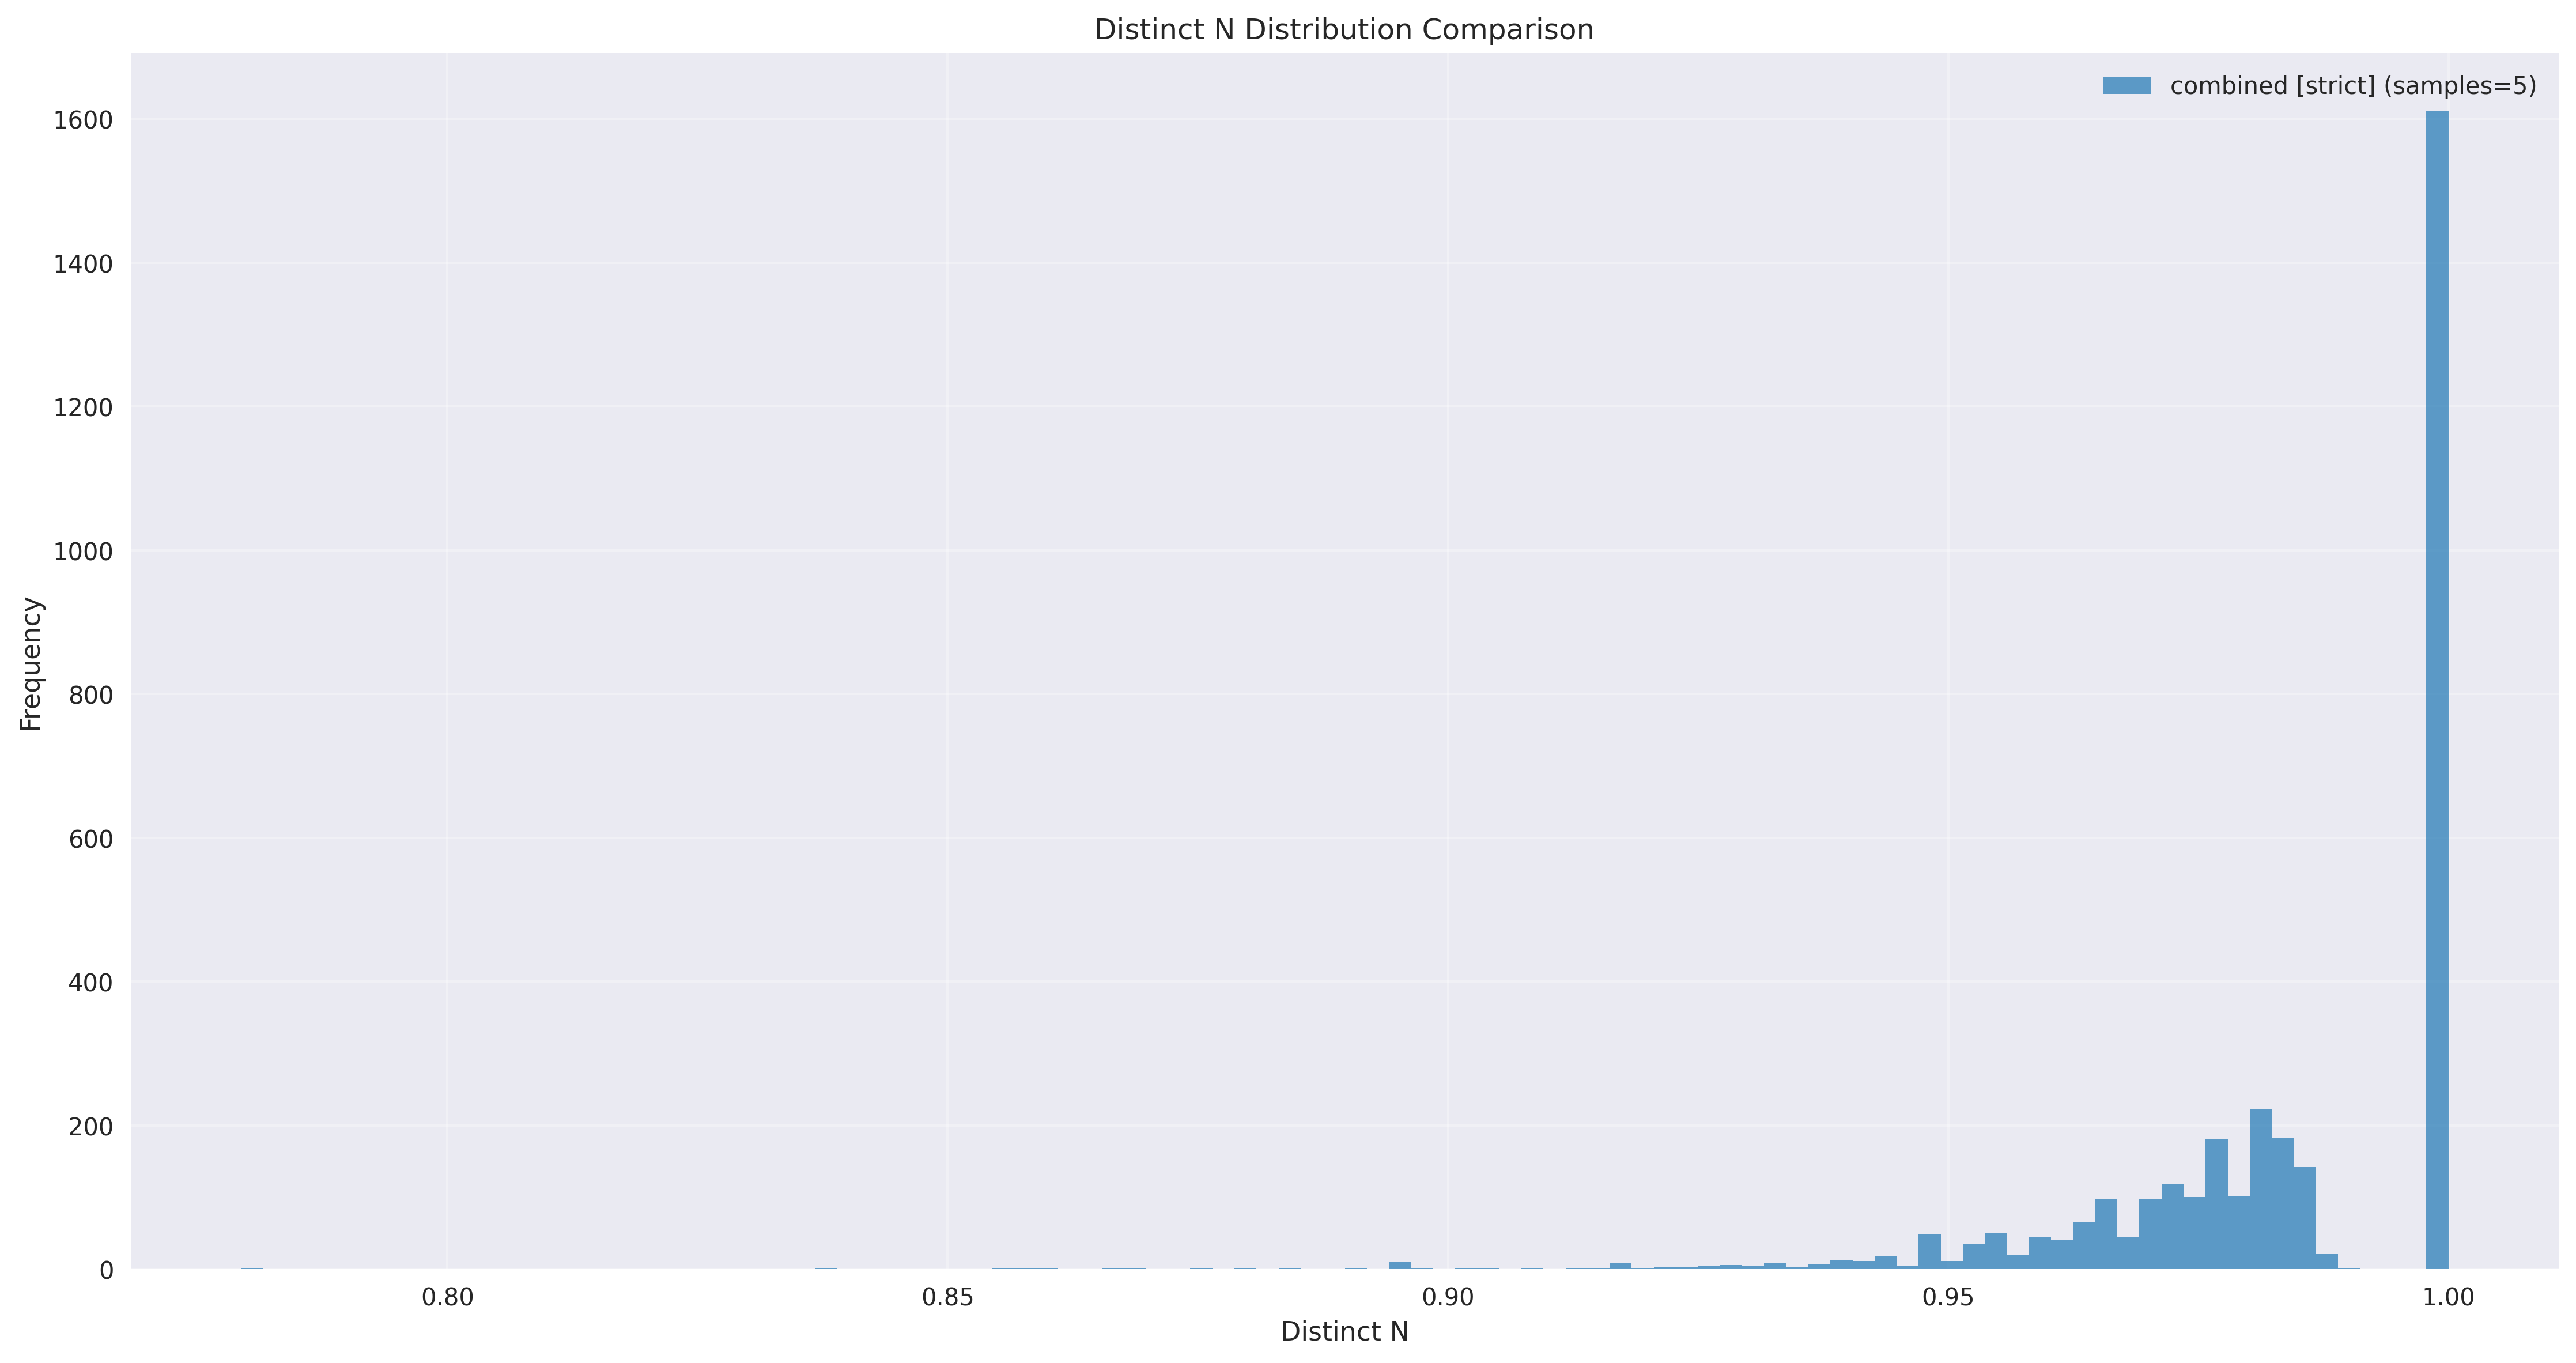 Distinct N Distribution Comparison
combined [strict] (samples=5)
1600
1400
1200
1000
800
600
400
200
0
Frequency
0.80 0.85 0.90 0.95 1.00
Distinct N